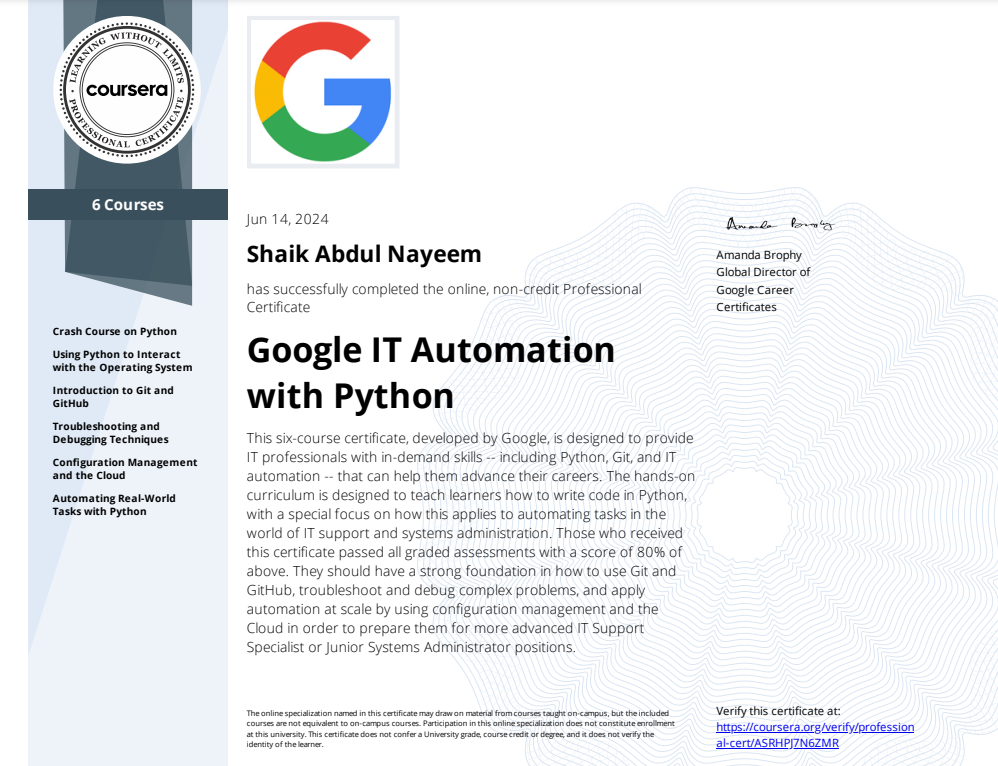 LEARNING WITHOUT LIMITS
coursera
PROFESSIONAL CERTIFICATE
6 Courses
Crash Course on Python
Using Python to Interact
with the Operating System
Introduction to Git and
GitHub
Troubleshooting and
Debugging Techniques
Configuration Management
and the Cloud
Automating Real-World
Tasks with Python
Jun 14, 2024
Shaik Abdul Nayeem
has successfully completed the online, non-credit Professional
Certificate
Google IT Automation
with Python
This six-course certificate, developed by Google, is designed to provide
IT professionals with in-demand skills -- including Python, Git, and IT
automation -- that can help them advance their careers. The hands-on
curriculum is designed to teach learners how to write code in Python,
with a special focus on how this applies to automating tasks in the
world of IT support and systems administration. Those who received
this certificate passed all graded assessments with a score of 80% of
above. They should have a strong foundation in how to use Git and
GitHub, troubleshoot and debug complex problems, and apply
automation at scale by using configuration management and the
Cloud in order to prepare them for more advanced IT Support
Specialist or Junior Systems Administrator positions.
The online specialization named in this certificate may draw on material from courses taught on-campus, but the included
courses are not equivalent to on-campus courses. Participation in this online specialization does not constitute enrollment
at this university. This certificate does not confer a University grade, course credit or degree, and it does not verify the
identity of the learner.
Amanda Brophy
Amanda Brophy
Global Director of
Google Career
Certificates
Verify this certificate at:
https://coursera.org/verify/profession
al-cert/ASRHPJ7N6ZMR